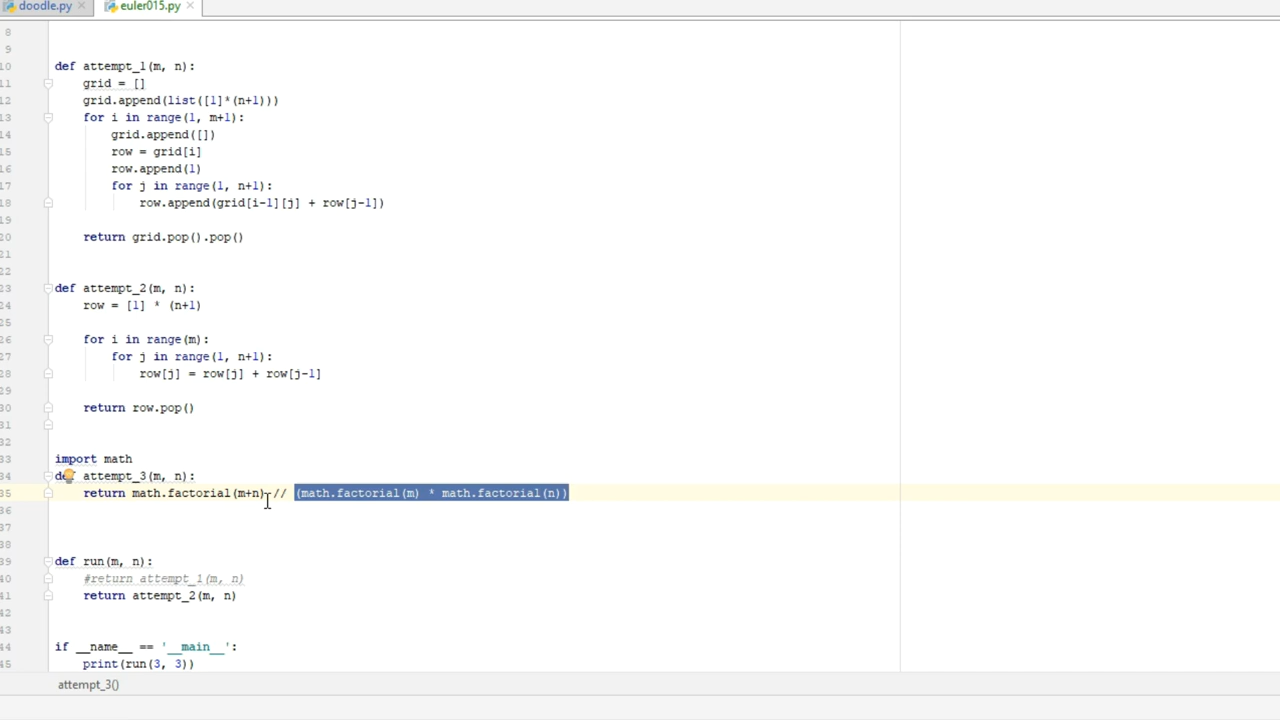 doodle.py euler015.py
8
9
10 def attempt_1(m, n):
11 grid = []
12 grid.append(list([1]*(n+1)))
13 for i in range(1, m+1):
14 grid.append([])
15 row = grid[i]
16 row.append(1)
17 for j in range(1, n+1):
18 row.append(grid[i-1][j] + row[j-1])
19
20 return grid.pop().pop()
21
22
23 def attempt_2(m, n):
24 row = [1] * (n+1)
25
26 for i in range(m):
27 for j in range(1, n+1):
28 row[j] = row[j] + row[j-1]
29
30 return row.pop()
31
32
33 import math
34 def attempt_3(m, n):
35 return math.factorial(m+n) // (math.factorial(m) * math.factorial(n))
36
37
38
39 def run(m, n):
40 #return attempt_1(m, n)
41 return attempt_2(m, n)
42
43
44 if __name__ == '__main__':
45 print(run(3, 3))
attempt_3()